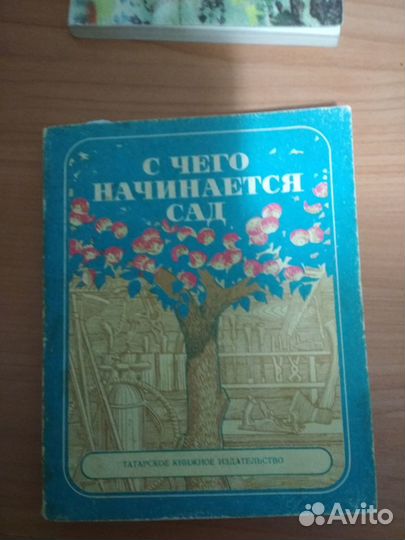 С ЧЕГО
НАЧИНАЕТСЯ
САД
ТАТАРСКОЕ КНИЖНОЕ ИЗДАТЕЛЬСТВО
Avito